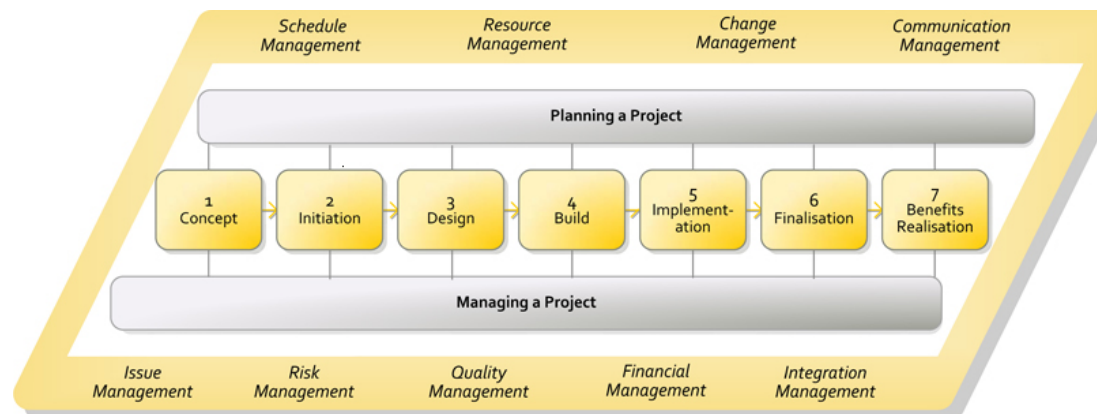 Schedule
Management
Resource
Management
Change
Management
Communication
Management
Planning a Project
1
Concept
2
Initiation
3
Design
4
Build
5
Implement-
ation
6
Finalisation
7
Benefits
Realisation
Managing a Project
Issue
Management
Risk
Management
Quality
Management
Financial
Management
Integration
Management